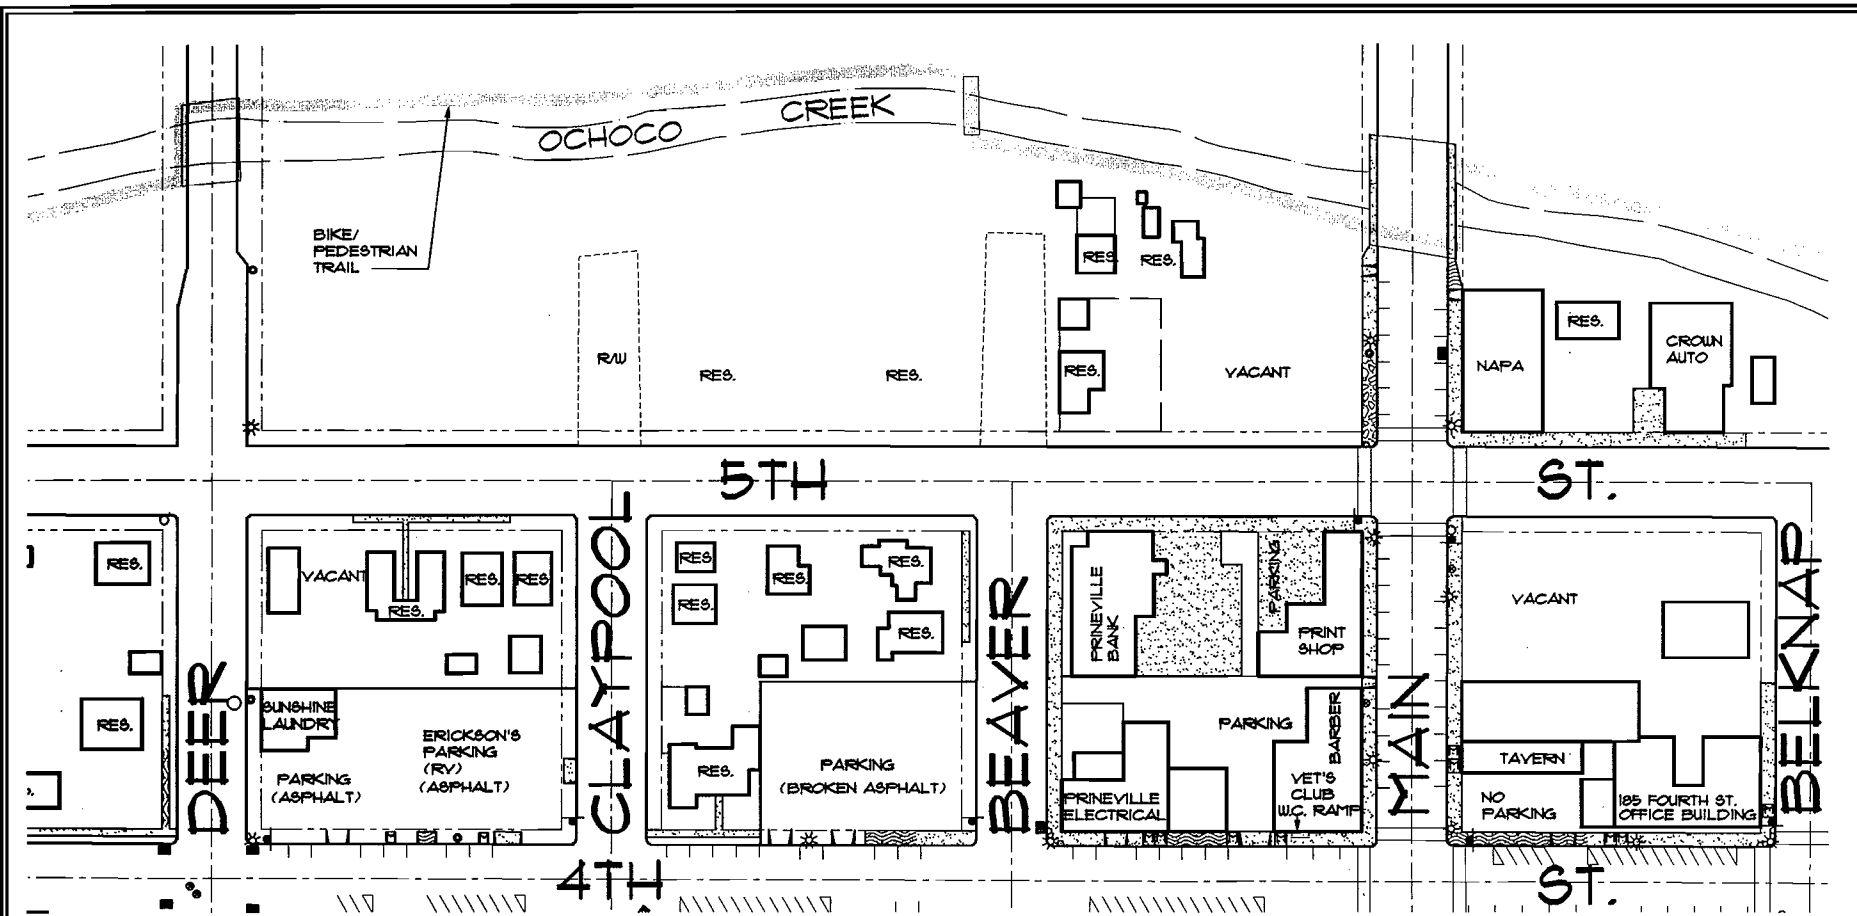 OCHOCO CREEK
BIKE/
PEDESTRIAN
TRAIL
RES.
RES.
R/W
RES.
RES.
RES.
VACANT
NAPA
RES.
CROWN
AUTO
5TH ST.
RES.
VACANT
RES.
RES.
RES.
RES.
SUNSHINE
LAUNDRY
PARKING
(ASPHALT)
ERICKSON'S
PARKING
(RV)
(ASPHALT)
DEER
CLAYPOOL
RES.
RES.
RES.
RES.
RES.
RES.
PARKING
(BROKEN ASPHALT)
BEAVER
PRINEVILLE
BANK
PARKING
PRINT
SHOP
PARKING
BARBER
PRINEVILLE
ELECTRICAL
VET'S
CLUB
W.C. RAMP
MAIN
VACANT
TAVERN
NO
PARKING
185 FOURTH ST.
OFFICE BUILDING
BELKNAP
4TH ST.